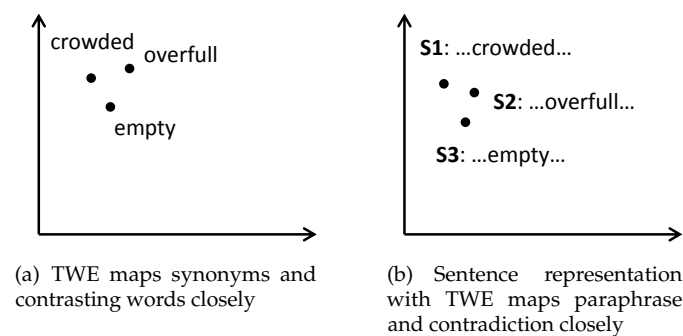 crowded
overfull
empty
S1: ...crowded...
S2: ...overfull...
S3: ...empty...
(a) TWE maps synonyms and
contrasting words closely
(b) Sentence representation
with TWE maps paraphrase
and contradiction closely